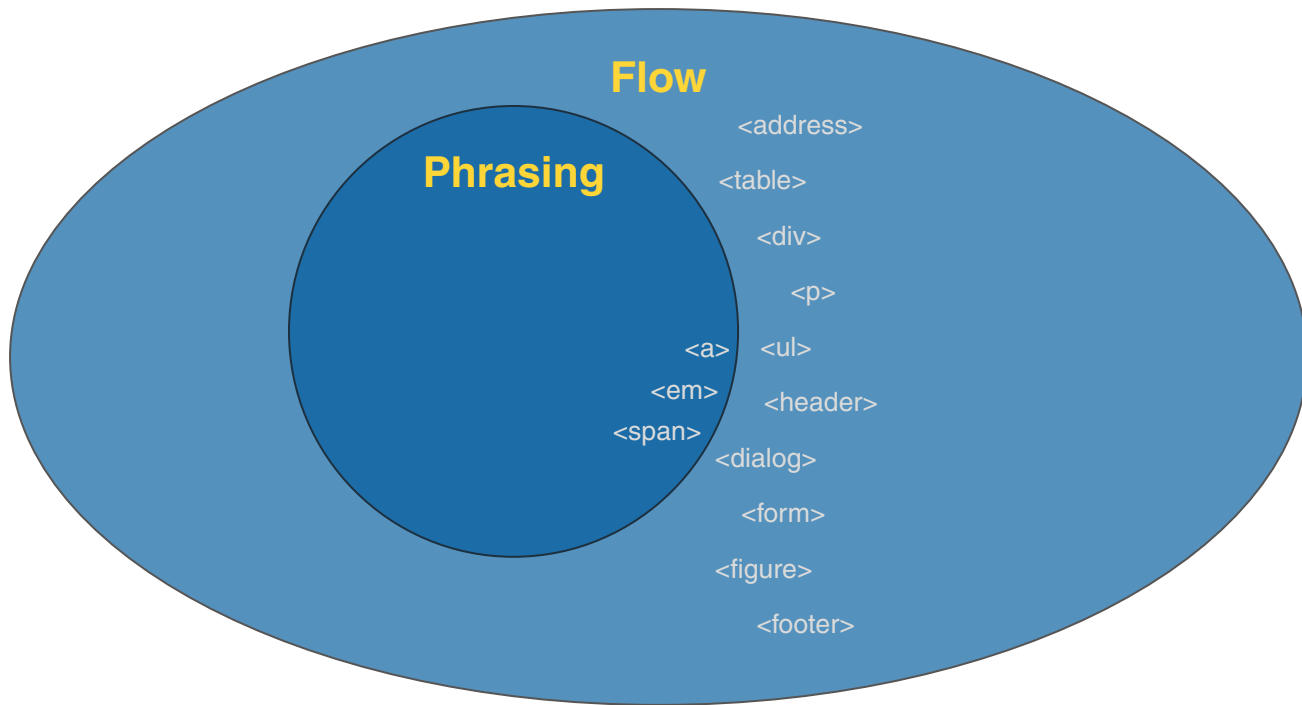 Flow
<address>
Phrasing
<table>
<div>
<p>
<a>
<ul>
<em>
<header>
<span>
<dialog>
<form>
<figure>
<footer>